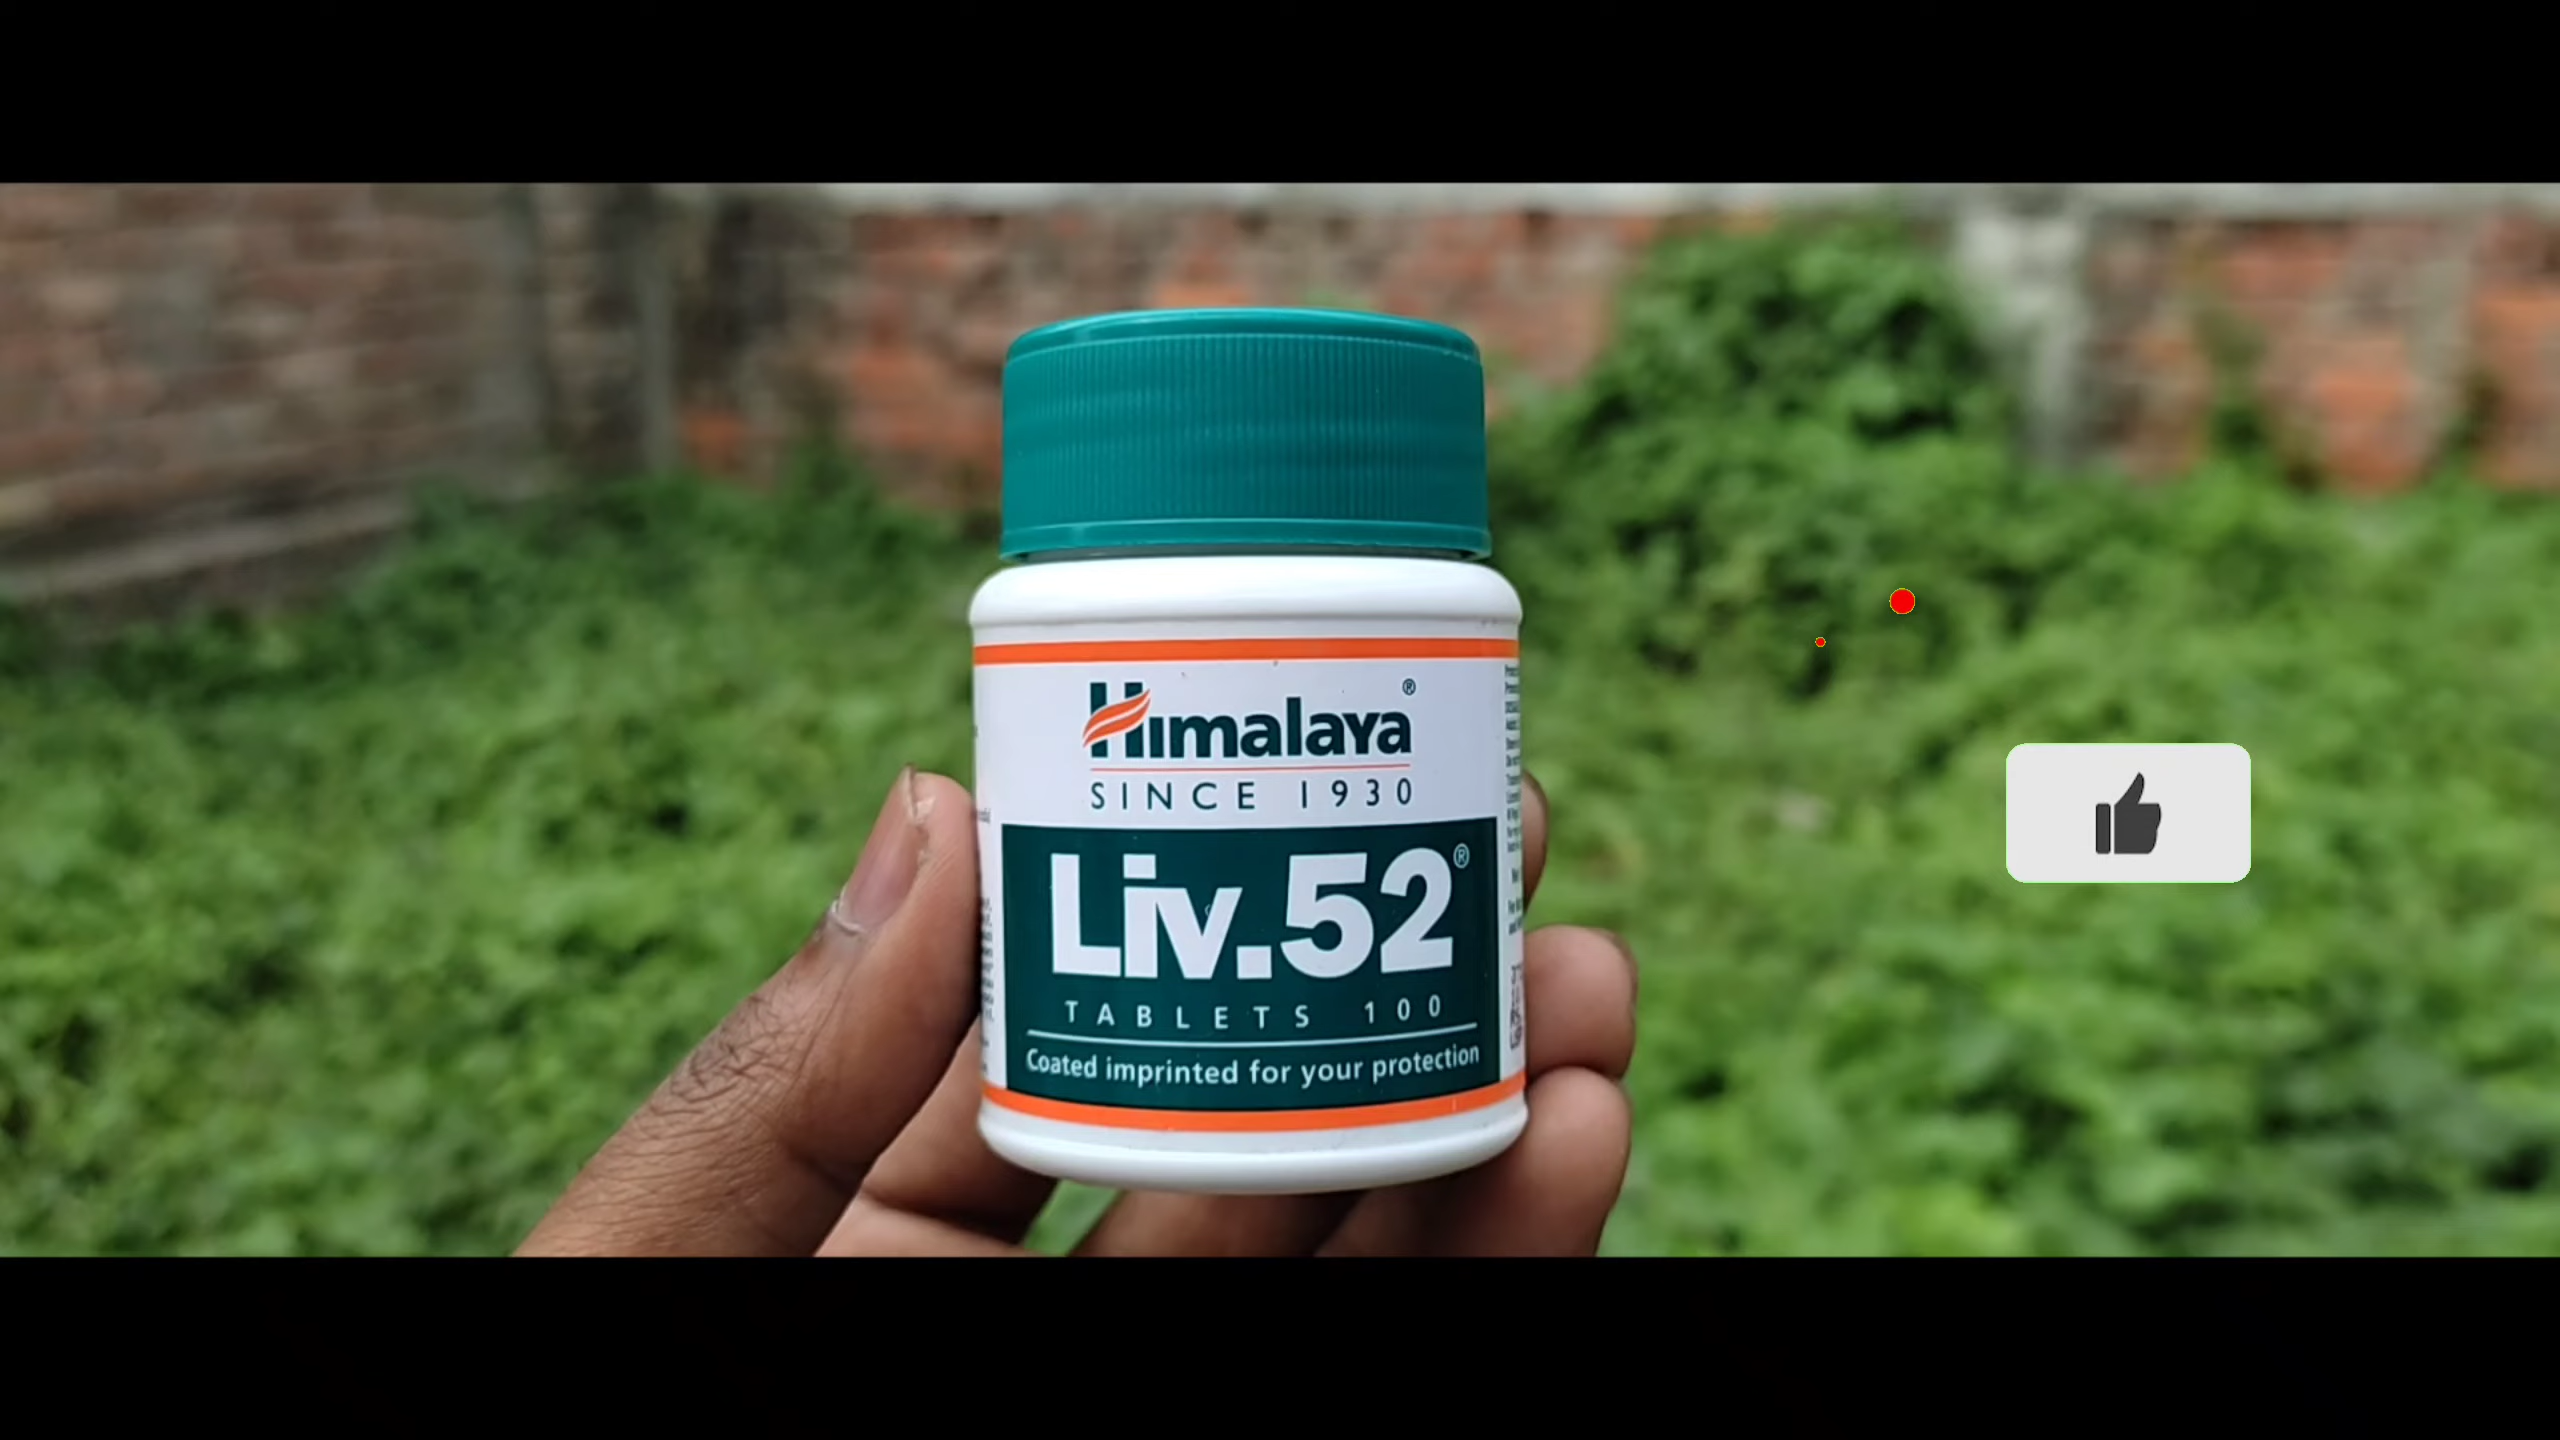 Himalaya®
SINCE 1930
Liv.52®
TABLETS 100
Coated imprinted for your protection